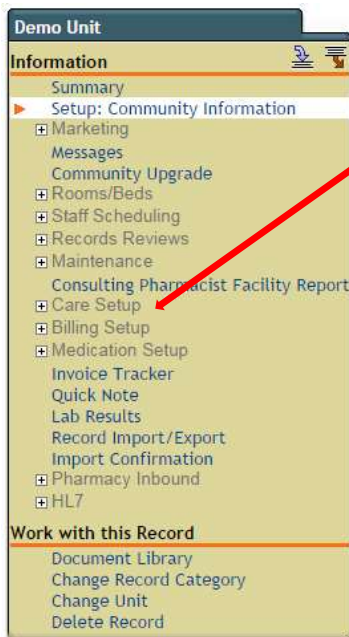 Demo Unit
Information
Summary
Setup: Community Information
Marketing
Messages
Community Upgrade
Rooms/Beds
Staff Scheduling
Records Reviews
Maintenance
Consulting Pharmacist Facility Report
Care Setup
Billing Setup
Medication Setup
Invoice Tracker
Quick Note
Lab Results
Record Import/Export
Import Confirmation
Pharmacy Inbound
HL7
Work with this Record
Document Library
Change Record Category
Change Unit
Delete Record